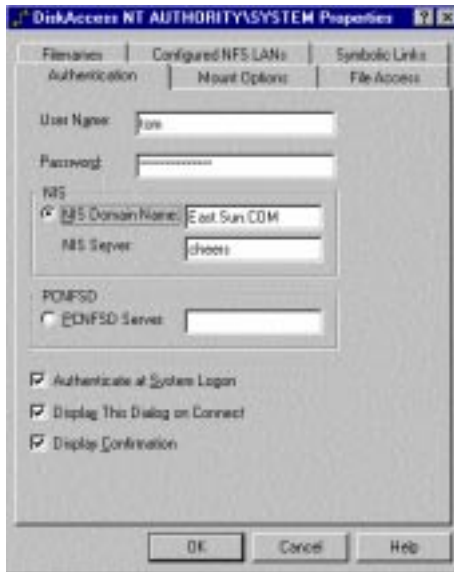 DiskAccess NT AUTHORITY\SYSTEM Properties
Filenames Configured NFS LANs Symbolic Links
Authentication Mount Options File Access
User Name: tom
Password: 
NIS
NIS Domain Name: East.Sun.COM
NIS Server: cheers
PCNFSD
PCNFSD Server:
Authenticate at System Logon
Display This Dialog on Connect
Display Confirmation
OK Cancel Help